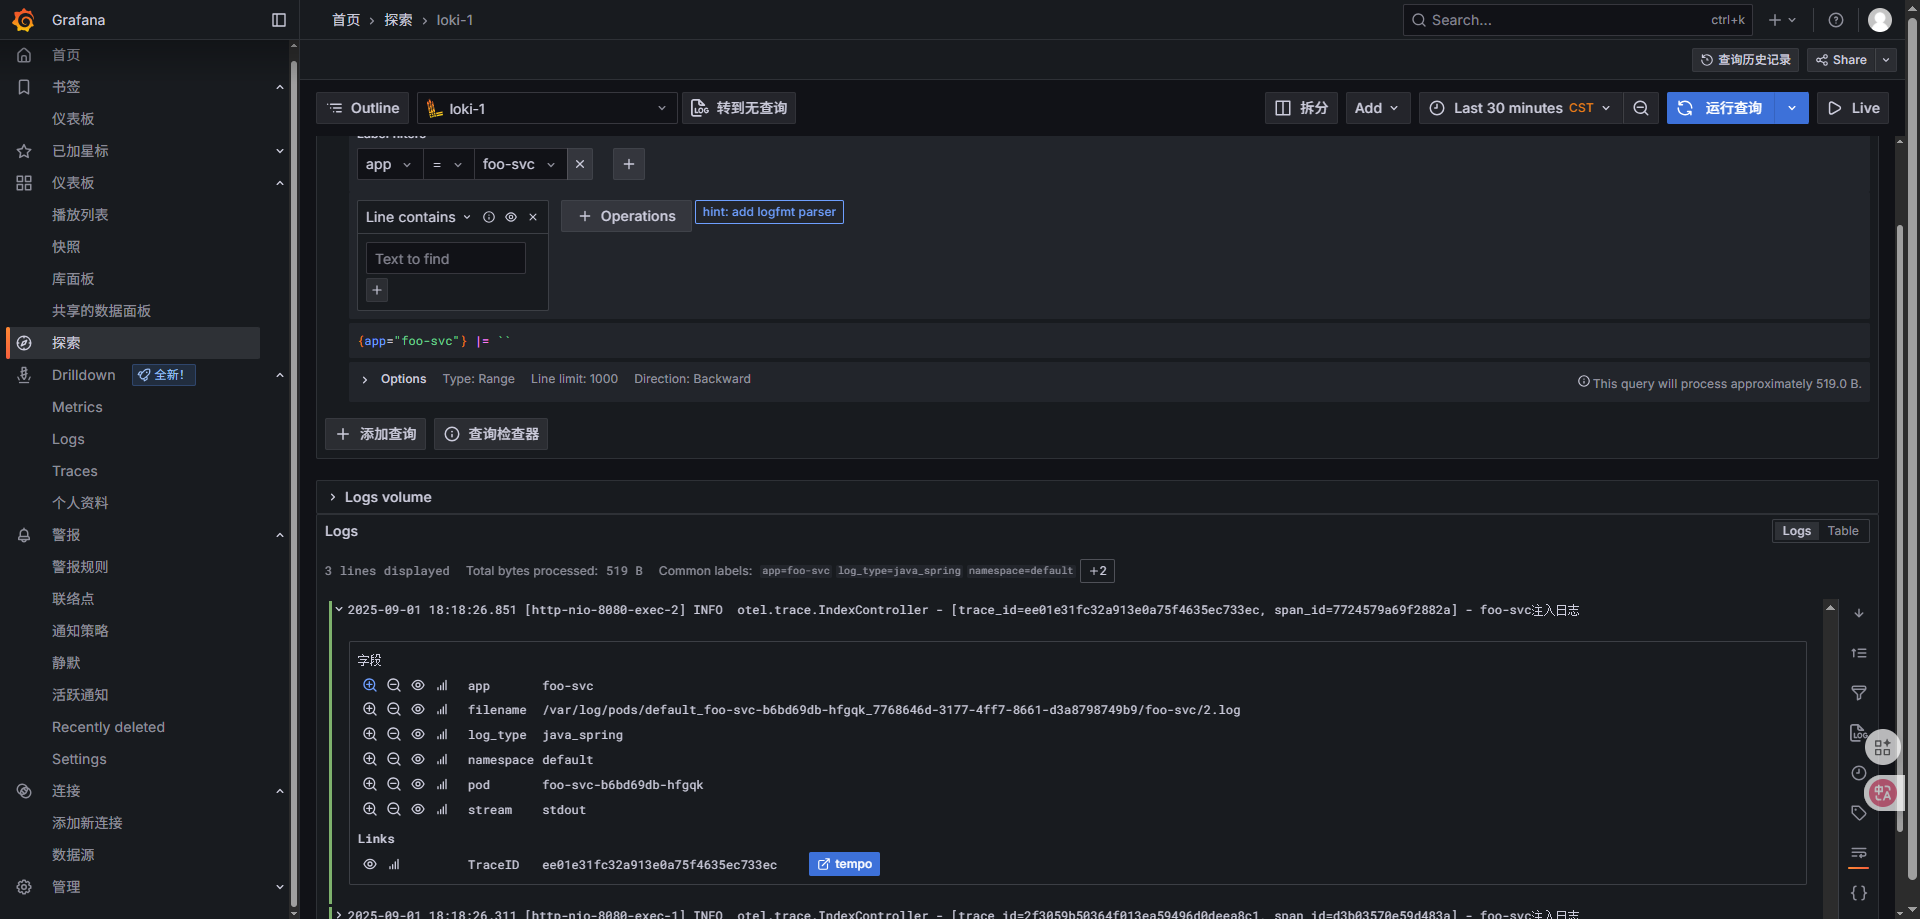 Grafana
首页 › 探索 › loki-1
Search...
ctrl+k
首页
书签
仪表板
已加星标
仪表板
播放列表
快照
库面板
共享的数据面板
探索
Drilldown
全新!
Metrics
Logs
Traces
个人资料
警报
警报规则
联络点
通知策略
静默
活跃通知
Recently deleted
Settings
连接
添加新连接
数据源
管理
查询历史记录
Share
Outline
loki-1
转到无查询
拆分
Add
Last 30 minutes CST
运行查询
Live
Label filters
app
=
foo-svc
Line contains
Operations
hint: add logfmt parser
Text to find
{app="foo-svc"} |= ``
Options
Type: Range
Line limit: 1000
Direction: Backward
This query will process approximately 519.0 B.
添加查询
查询检查器
Logs volume
Logs
Logs
Table
3 lines displayed
Total bytes processed: 519 B
Common labels: app=foo-svc log_type=java_spring namespace=default
+2
2025-09-01 18:18:26.851 [http-nio-8080-exec-2] INFO  otel.trace.IndexController - [trace_id=ee01e31fc32a913e0a75f4635ec733ec, span_id=7724579a69f2882a] - foo-svc注入日志
字段
app foo-svc
filename /var/log/pods/default_foo-svc-b6bd69db-hfgqk_7768646d-3177-4ff7-8661-d3a8798749b9/foo-svc/2.log
log_type java_spring
namespace default
pod foo-svc-b6bd69db-hfgqk
stream stdout
Links
TraceID ee01e31fc32a913e0a75f4635ec733ec
tempo
2025-09-01 18:18:26.311 [http-nio-8080-exec-1] INFO  otel.trace.IndexController - [trace_id=2f3059b50364f013ea59496d0deea8c1, span_id=d3b03570e59d483a] - foo-svc注入日志